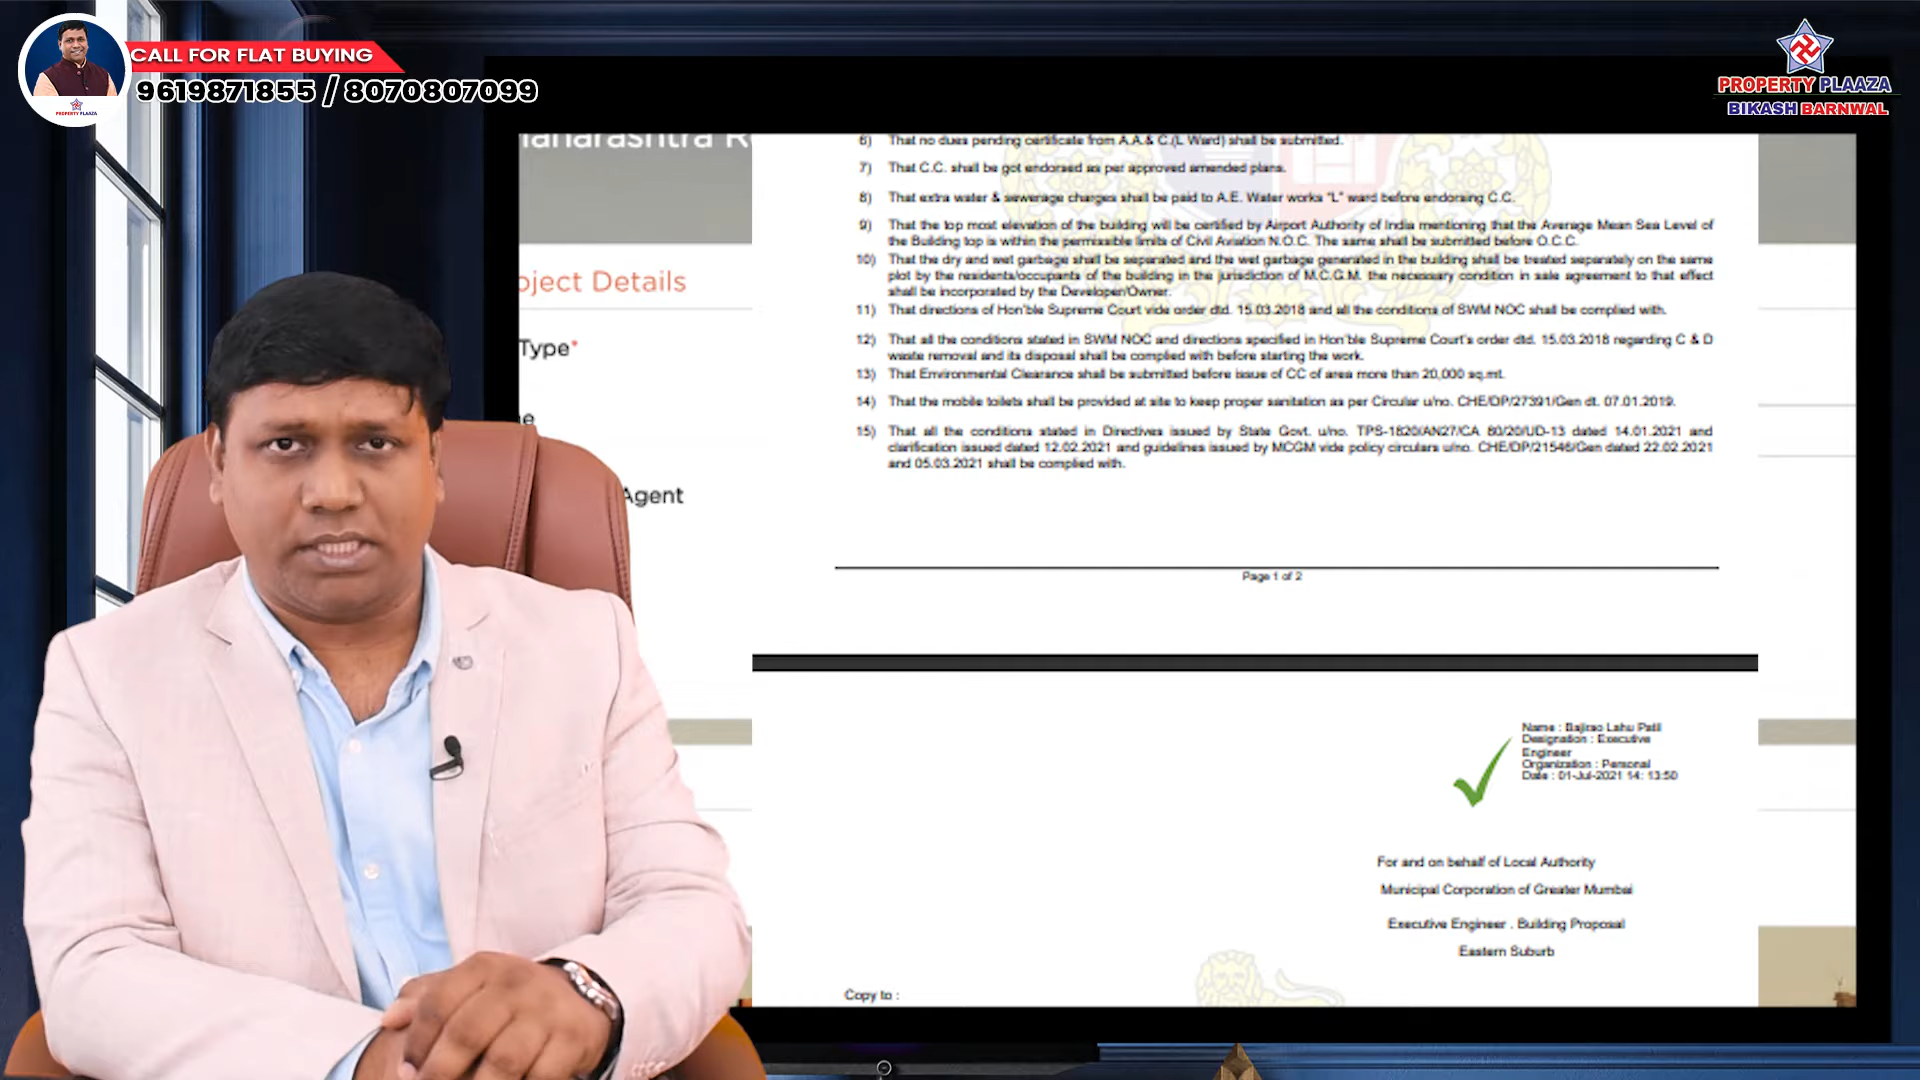 CALL FOR FLAT BUYING
9619871855 / 8070807099
PROPERTY PLAAZA
PROPERTY PLAAZA
BIKASH BARNWAL
aharashtra R
oject Details
Type*
e
Agent
6) That no dues pending certificate from A.A.& C.(L Ward) shall be submitted.
7) That C.C. shall be got endorsed as per approved amended plans.
8) That extra water & sewerage charges shall be paid to A.E. Water works "L" ward before endorsing C.C.
9) That the top most elevation of the building will be certified by Airport Authority of India mentioning that the Average Mean Sea Level of
the Building top is within the permissible limits of Civil Aviation N.O.C. The same shall be submitted before O.C.C.
10) That the dry and wet garbage shall be separated and the wet garbage generated in the building shall be treated separately on the same
plot by the residents/occupants of the building in the jurisdiction of M.C.G.M. the necessary condition in sale agreement to that effect
shall be incorporated by the Developer/Owner.
11) That directions of Hon'ble Supreme Court vide order dtd. 15.03.2018 and all the conditions of SWM NOC shall be complied with.
12) That all the conditions stated in SWM NOC and directions specified in Hon'ble Supreme Court's order dtd. 15.03.2018 regarding C & D
waste removal and its disposal shall be complied with before starting the work.
13) That Environmental Clearance shall be submitted before issue of CC of area more than 20,000 sq.mt.
14) That the mobile toilets shall be provided at site to keep proper sanitation as per Circular u/no. CHE/DP/27391/Gen dt. 07.01.2019.
15) That all the conditions stated in Directives issued by State Govt. u/no. TPS-1820/AN27/CA 80/20/UD-13 dated 14.01.2021 and
clarification issued dated 12.02.2021 and guidelines issued by MCGM vide policy circulars u/no. CHE/DP/21546/Gen dated 22.02.2021
and 05.03.2021 shall be complied with.
Page 1 of 2
Name : Bajirao Lahu Patil
Designation : Executive
Engineer
Organization : Personal
Date : 01-Jul-2021 14: 13:50
For and on behalf of Local Authority
Municipal Corporation of Greater Mumbai
Executive Engineer . Building Proposal
Eastern Suburb
Copy to :